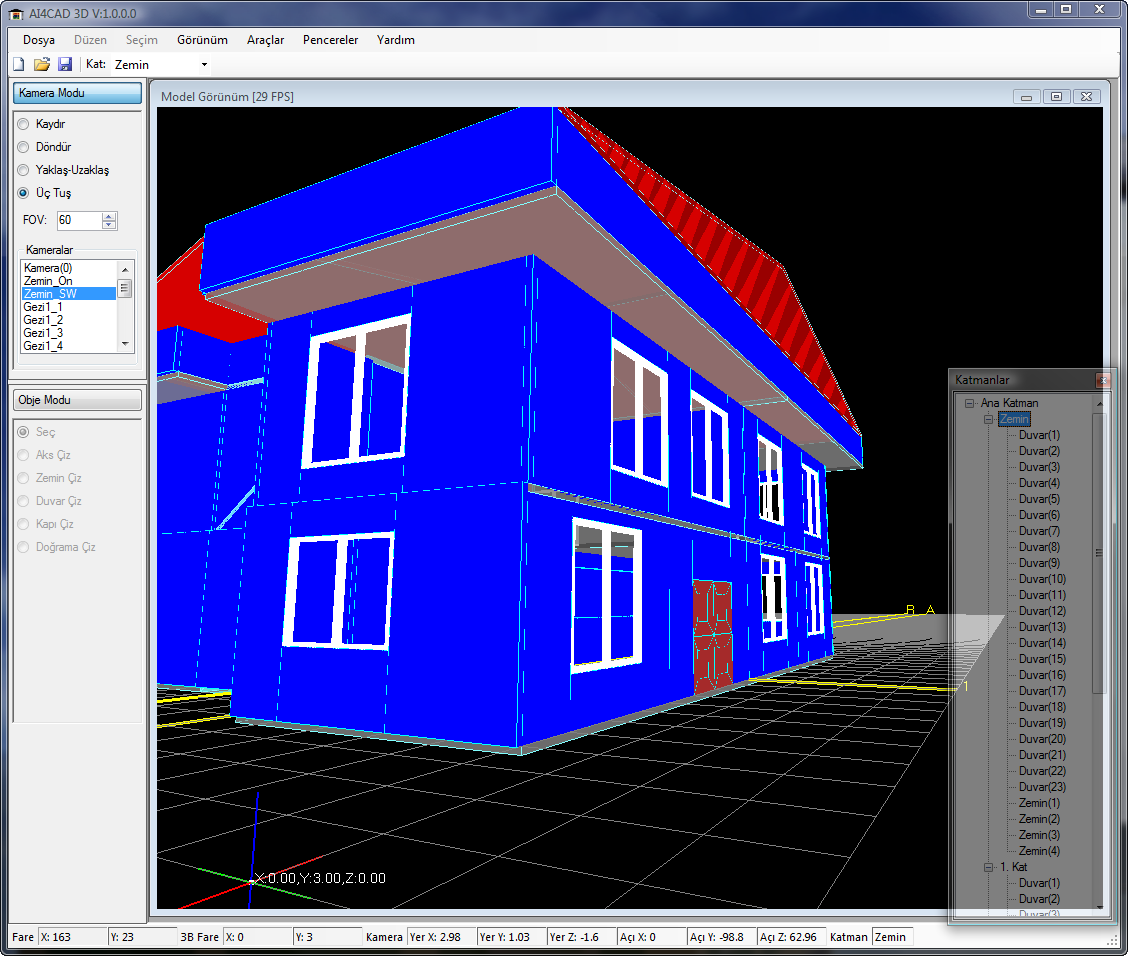 AI4CAD 3D V:1.0.0.0
Dosya Düzen Seçim Görünüm Araçlar Pencereler Yardım
Kat: Zemin
Kamera Modu
Kaydır
Döndür
Yaklaş-Uzaklaş
Üç Tuş
FOV: 60
Kameralar
Kamera(0)
Zemin_On
Zemin_SW
Gezi1_1
Gezi1_2
Gezi1_3
Gezi1_4
Obje Modu
Seç
Aks Çiz
Zemin Çiz
Duvar Çiz
Kapı Çiz
Doğrama Çiz
Model Görünüm [29 FPS]
B A
1
X:0.00,Y:3.00,Z:0.00
Katmanlar
Ana Katman
Zemin
Duvar(1)
Duvar(2)
Duvar(3)
Duvar(4)
Duvar(5)
Duvar(6)
Duvar(7)
Duvar(8)
Duvar(9)
Duvar(10)
Duvar(11)
Duvar(12)
Duvar(13)
Duvar(14)
Duvar(15)
Duvar(16)
Duvar(17)
Duvar(18)
Duvar(19)
Duvar(20)
Duvar(21)
Duvar(22)
Duvar(23)
Zemin(1)
Zemin(2)
Zemin(3)
Zemin(4)
1. Kat
Duvar(1)
Duvar(2)
Duvar(3)
Fare X: 163 Y: 23 3B Fare X: 0 Y: 3 Kamera Yer X: 2.98 Yer Y: 1.03 Yer Z: -1.6 Açı X: 0 Açı Y: -98.8 Açı Z: 62.96 Katman Zemin